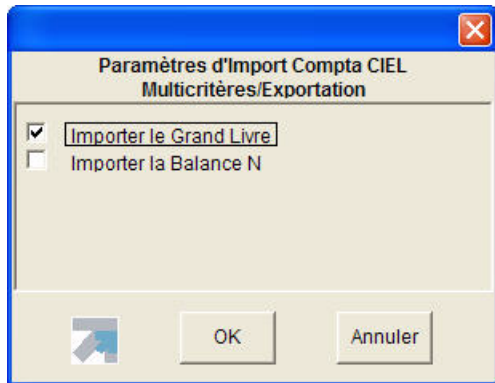 Paramètres d'Import Compta CIEL
Multicritères/Exportation
Importer le Grand Livre
Importer la Balance N
OK
Annuler